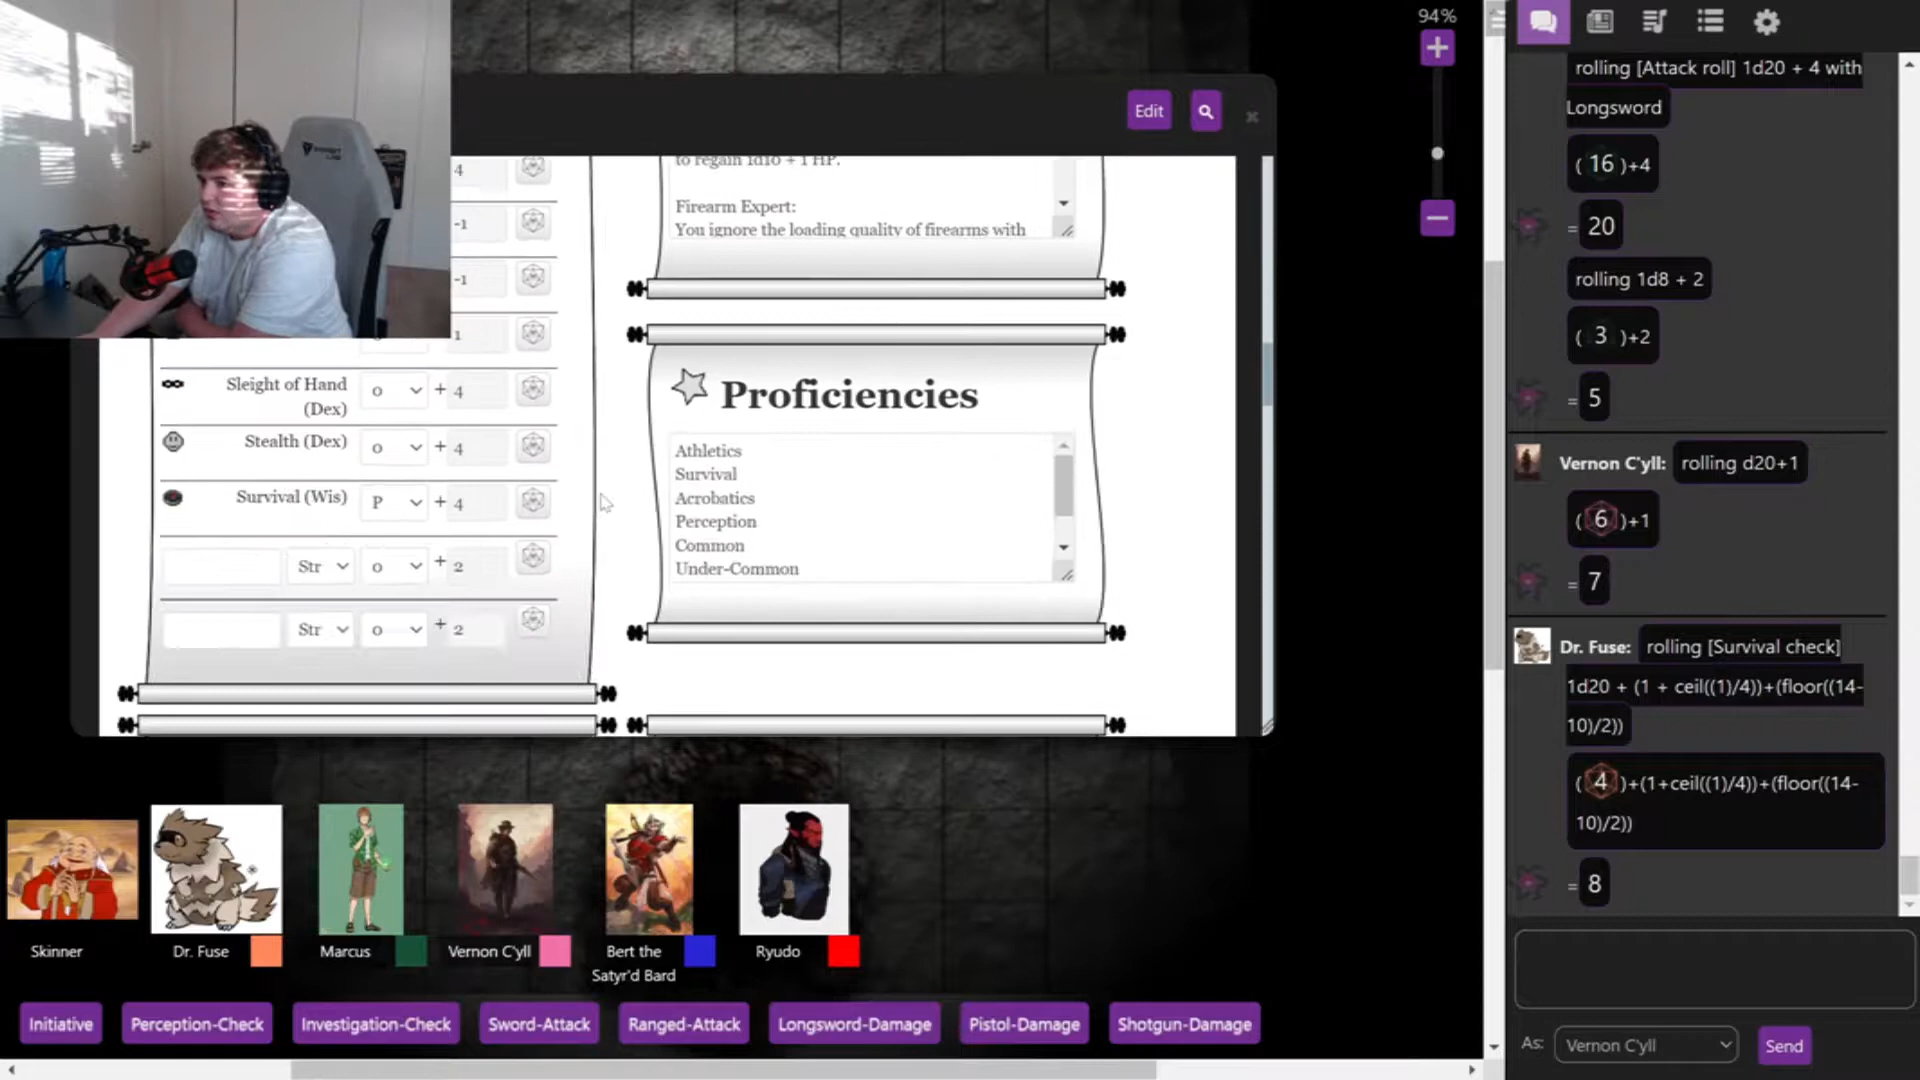 94%
Edit
to regain 1d10 + 1 HP.
Firearm Expert:
You ignore the loading quality of firearms with
4
-1
-1
1
Sleight of Hand
(Dex)
0
+ 4
Stealth (Dex)
0
+ 4
Survival (Wis)
P
+ 4
Str
0
+ 2
Str
0
+ 2
Proficiencies
Athletics
Survival
Acrobatics
Perception
Common
Under-Common
Skinner
Dr. Fuse
Marcus
Vernon C'yll
Bert the
Satyr'd Bard
Ryudo
Initiative
Perception-Check
Investigation-Check
Sword-Attack
Ranged-Attack
Longsword-Damage
Pistol-Damage
Shotgun-Damage
rolling [Attack roll] 1d20 + 4 with
Longsword
( 16 )+4
= 20
rolling 1d8 + 2
( 3 )+2
= 5
Vernon C'yll: rolling d20+1
( 6 )+1
= 7
Dr. Fuse: rolling [Survival check]
1d20 + (1 + ceil((1)/4))+(floor((14-
10)/2))
( 4 )+(1+ceil((1)/4))+(floor((14-
10)/2))
= 8
As: Vernon C'yll
Send